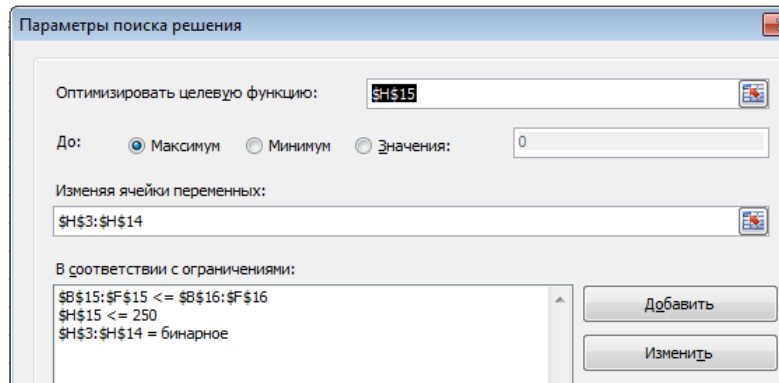 Параметры поиска решения
Оптимизировать целевую функцию: $H$15
До: Максимум Минимум Значения: 0
Изменяя ячейки переменных:
$H$3:$H$14
В соответствии с ограничениями:
$B$15:$F$15 <= $B$16:$F$16
$H$15 <= 250
$H$3:$H$14 = бинарное
Добавить
Изменить